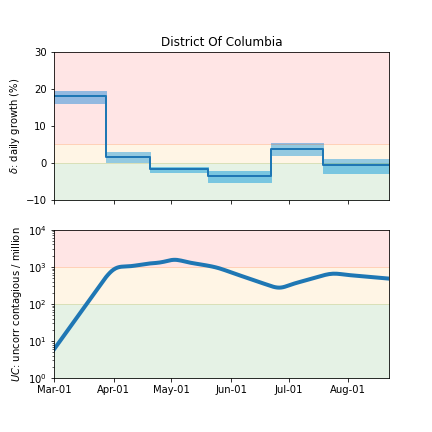 District Of Columbia
δ: daily growth (%)
30
20
10
0
−10
UC: uncorr contagious / million
10⁴
10³
10²
10¹
10⁰
Mar-01 Apr-01 May-01 Jun-01 Jul-01 Aug-01